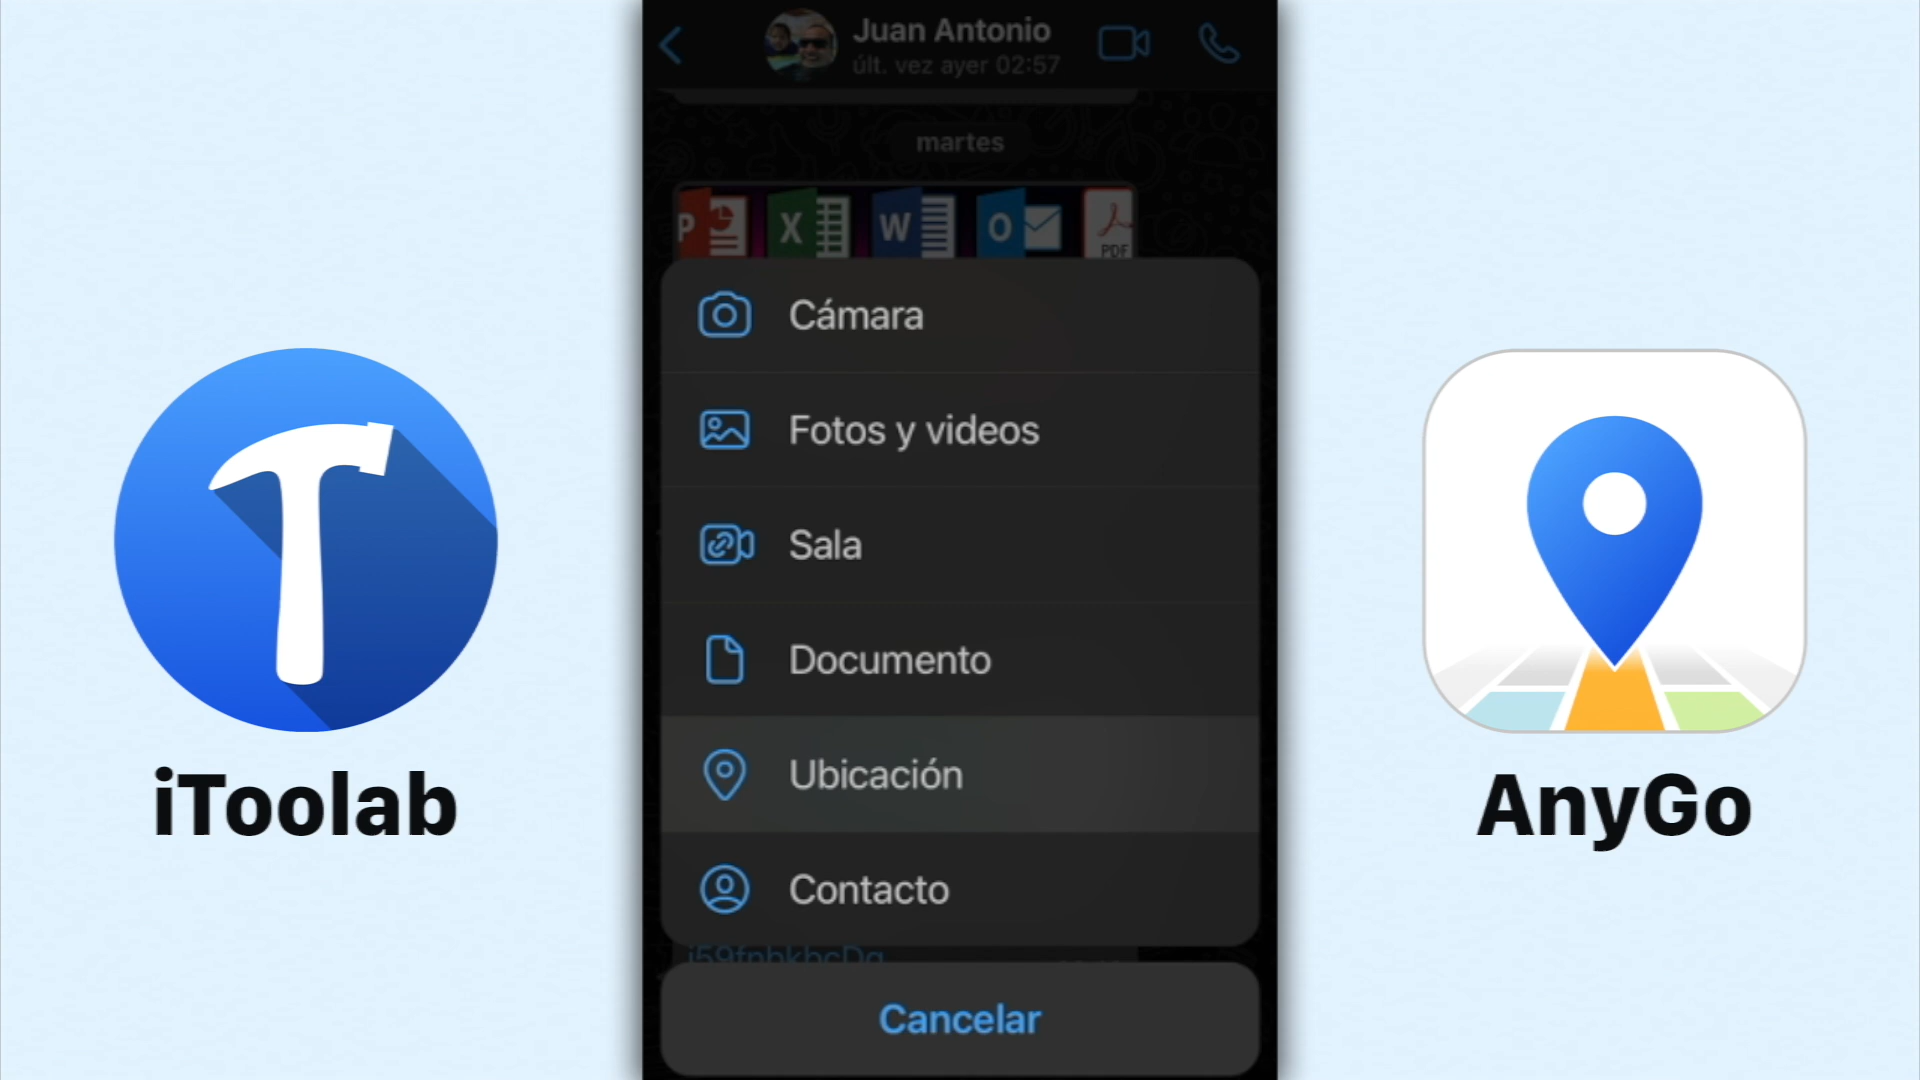 Juan Antonio
últ. vez ayer 02:57
martes
P
X
W
O
PDF
Cámara
Fotos y videos
Sala
Documento
Ubicación
Contacto
Cancelar
iToolab
AnyGo